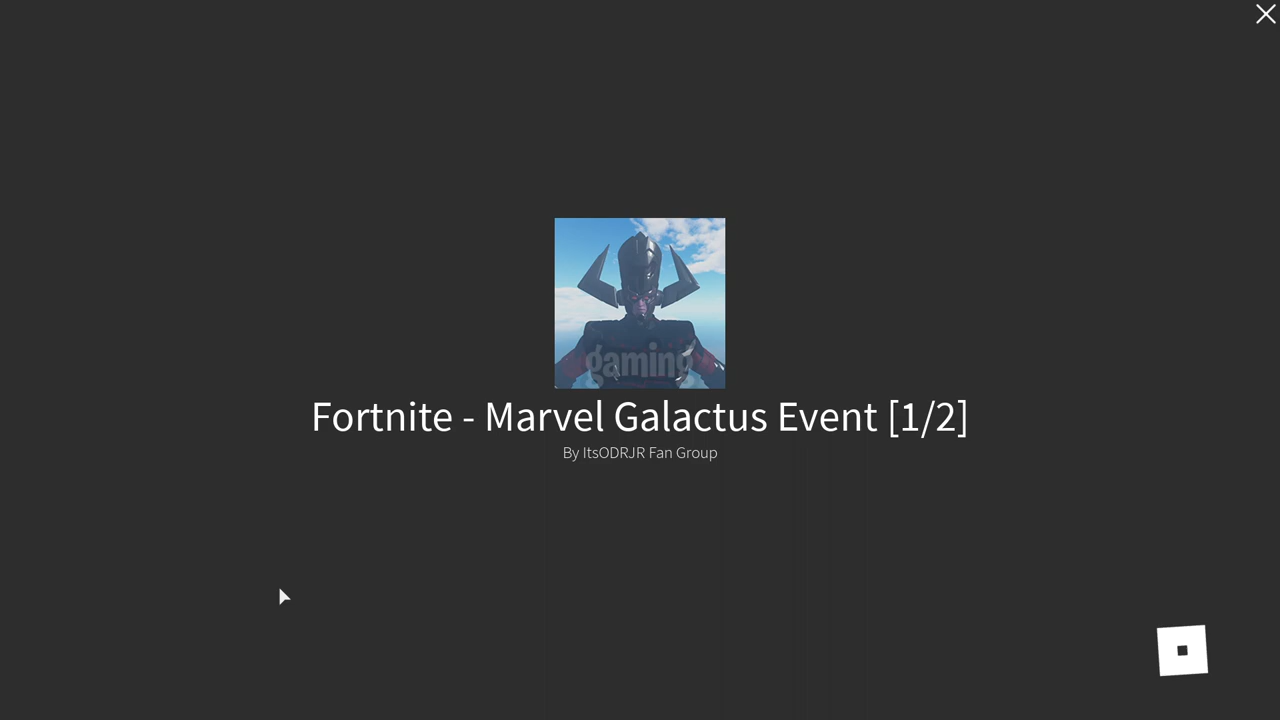 gaming
Fortnite - Marvel Galactus Event [1/2]
By ItsODRJR Fan Group